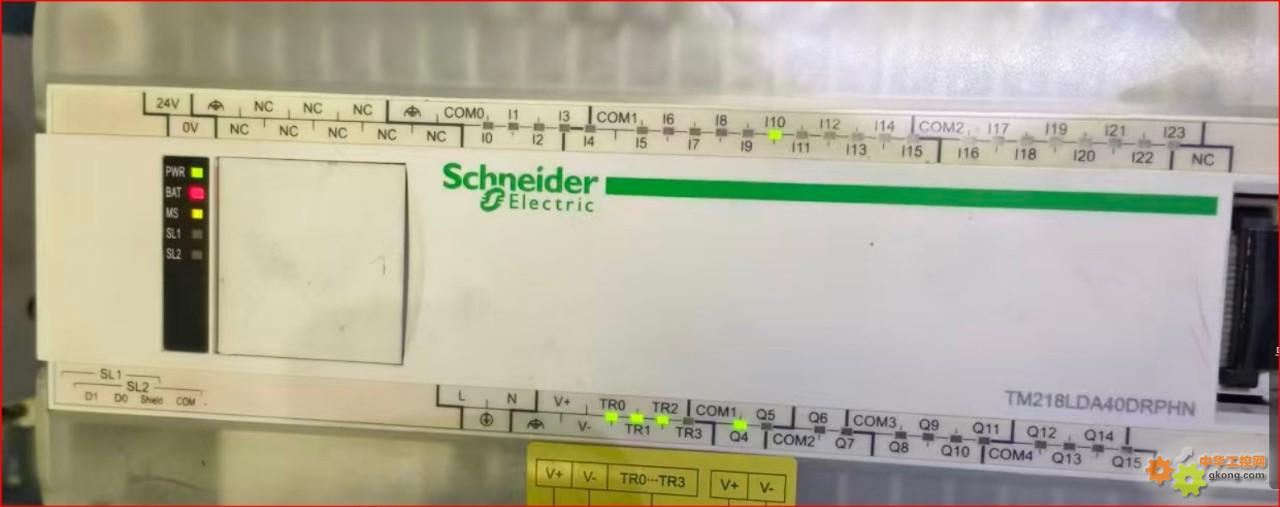 24V NC NC NC COM0 I1 I3 COM1 I6 I8 I10 I12 I14 COM2 I17 I19 I21 I23
0V NC NC NC NC NC I0 I2 I4 I5 I7 I9 I11 I13 I15 I16 I18 I20 I22 NC
PWR
BAT
MS
SL1
SL2
Schneider
Electric
TM218LDA40DRPHN
SL1
SL2
D1 D0 Shield COM
L N V+ TR0 TR2 COM1 Q5 Q6 COM3 Q9 Q11 Q12 Q14
V- TR1 TR3 Q4 COM2 Q7 Q8 Q10 COM4 Q13 Q15
V+ V- TR0···TR3 V+ V-
中华工控网
gkong.com